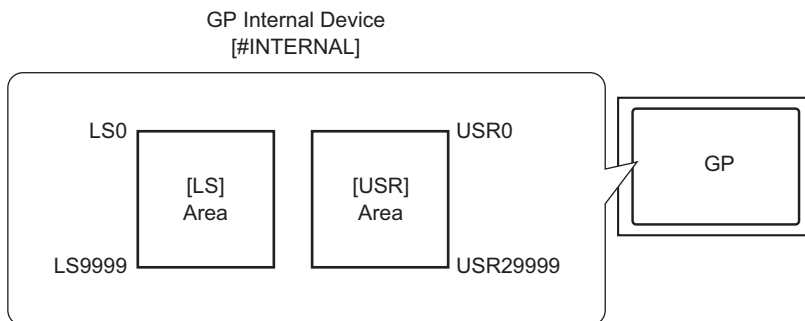 GP Internal Device
[#INTERNAL]
LS0
USR0
[LS]
Area
[USR]
Area
GP
LS9999
USR29999